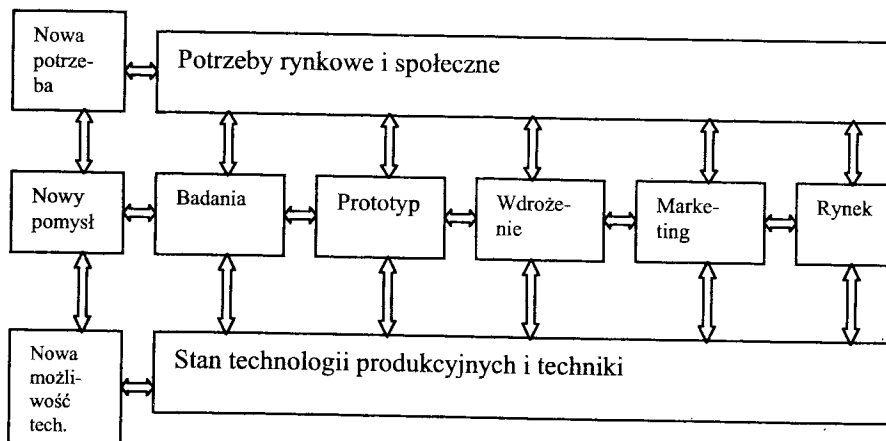 Nowa
potrze-
ba
Potrzeby rynkowe i społeczne
Nowy
pomysł
Badania
Prototyp
Wdroże-
nie
Marke-
ting
Rynek
Nowa
możli-
wość
tech.
Stan technologii produkcyjnych i techniki